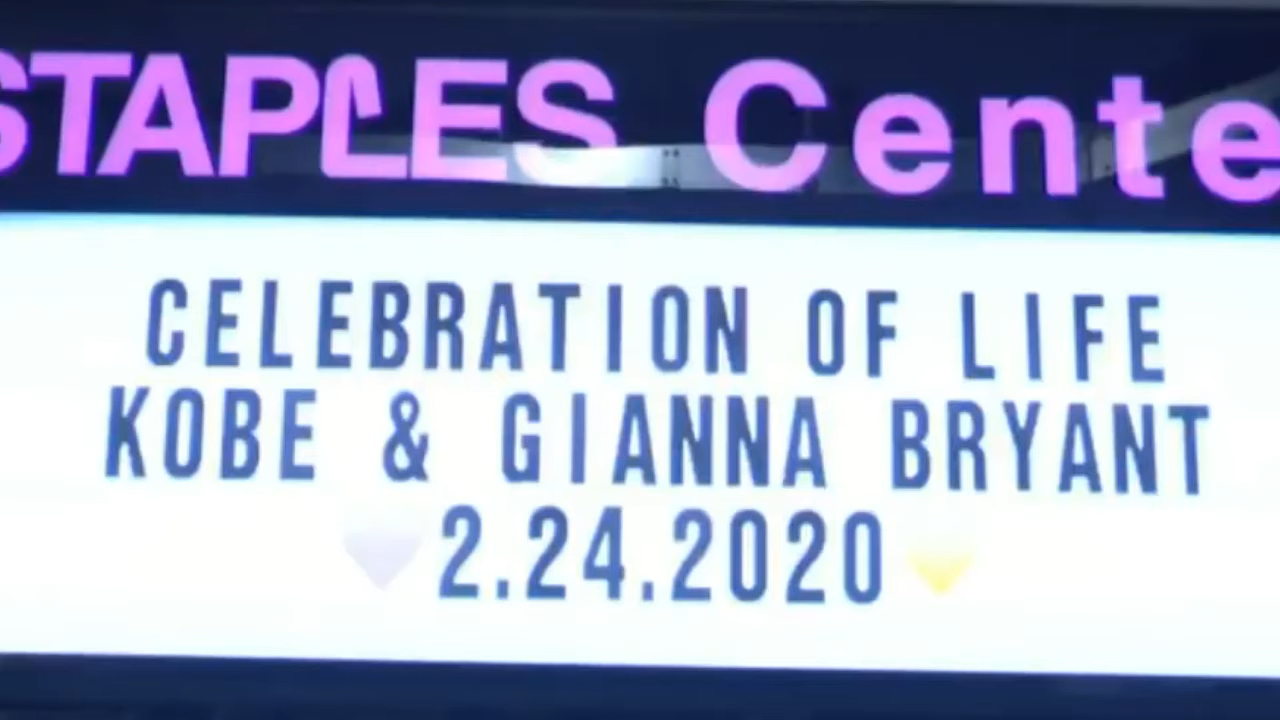 STAPLES Cente
CELEBRATION OF LIFE
KOBE & GIANNA BRYANT
2.24.2020